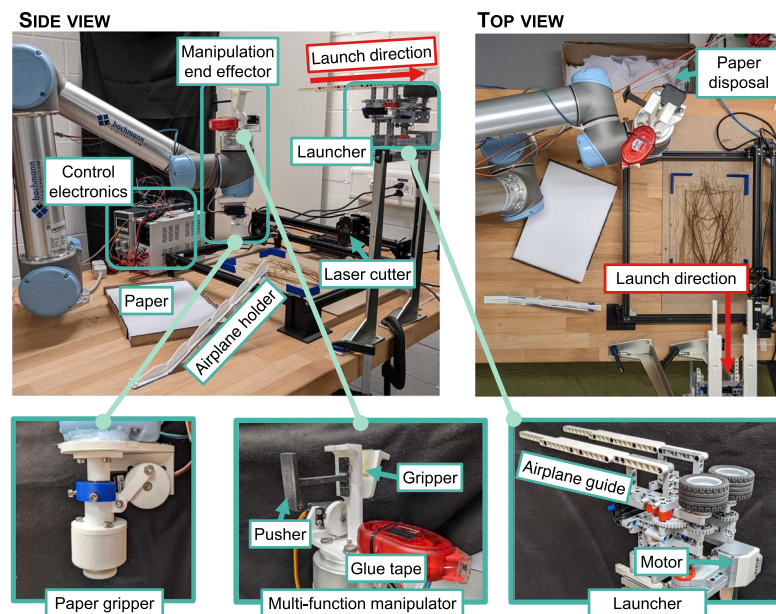 SIDE VIEW
TOP VIEW
Manipulation
end effector
Launch direction
Launcher
Control
electronics
Laser cutter
Paper
Airplane holder
bachmann
bachmann
Paper
disposal
bachmann
Launch direction
Paper gripper
Pusher
Gripper
Glue tape
Multi-function manipulator
Airplane guide
Motor
Launcher